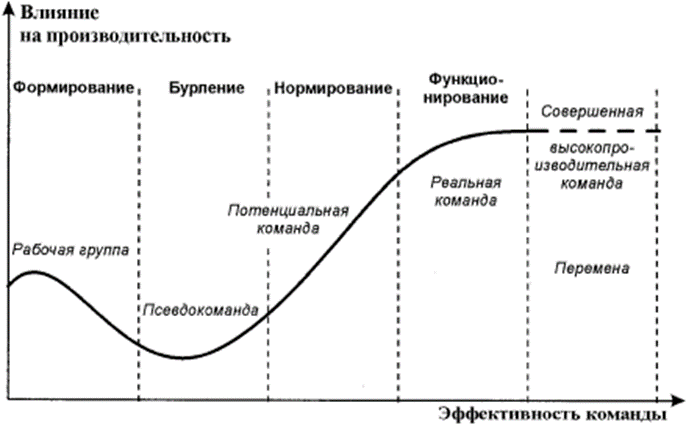 Влияние
на производительность
Формирование
Бурление
Нормирование
Функцио-
нирование
Совершенная
высокопро-
изводительная
команда
Реальная
команда
Потенциальная
команда
Рабочая группа
Перемена
Псевдокоманда
Эффективность команды